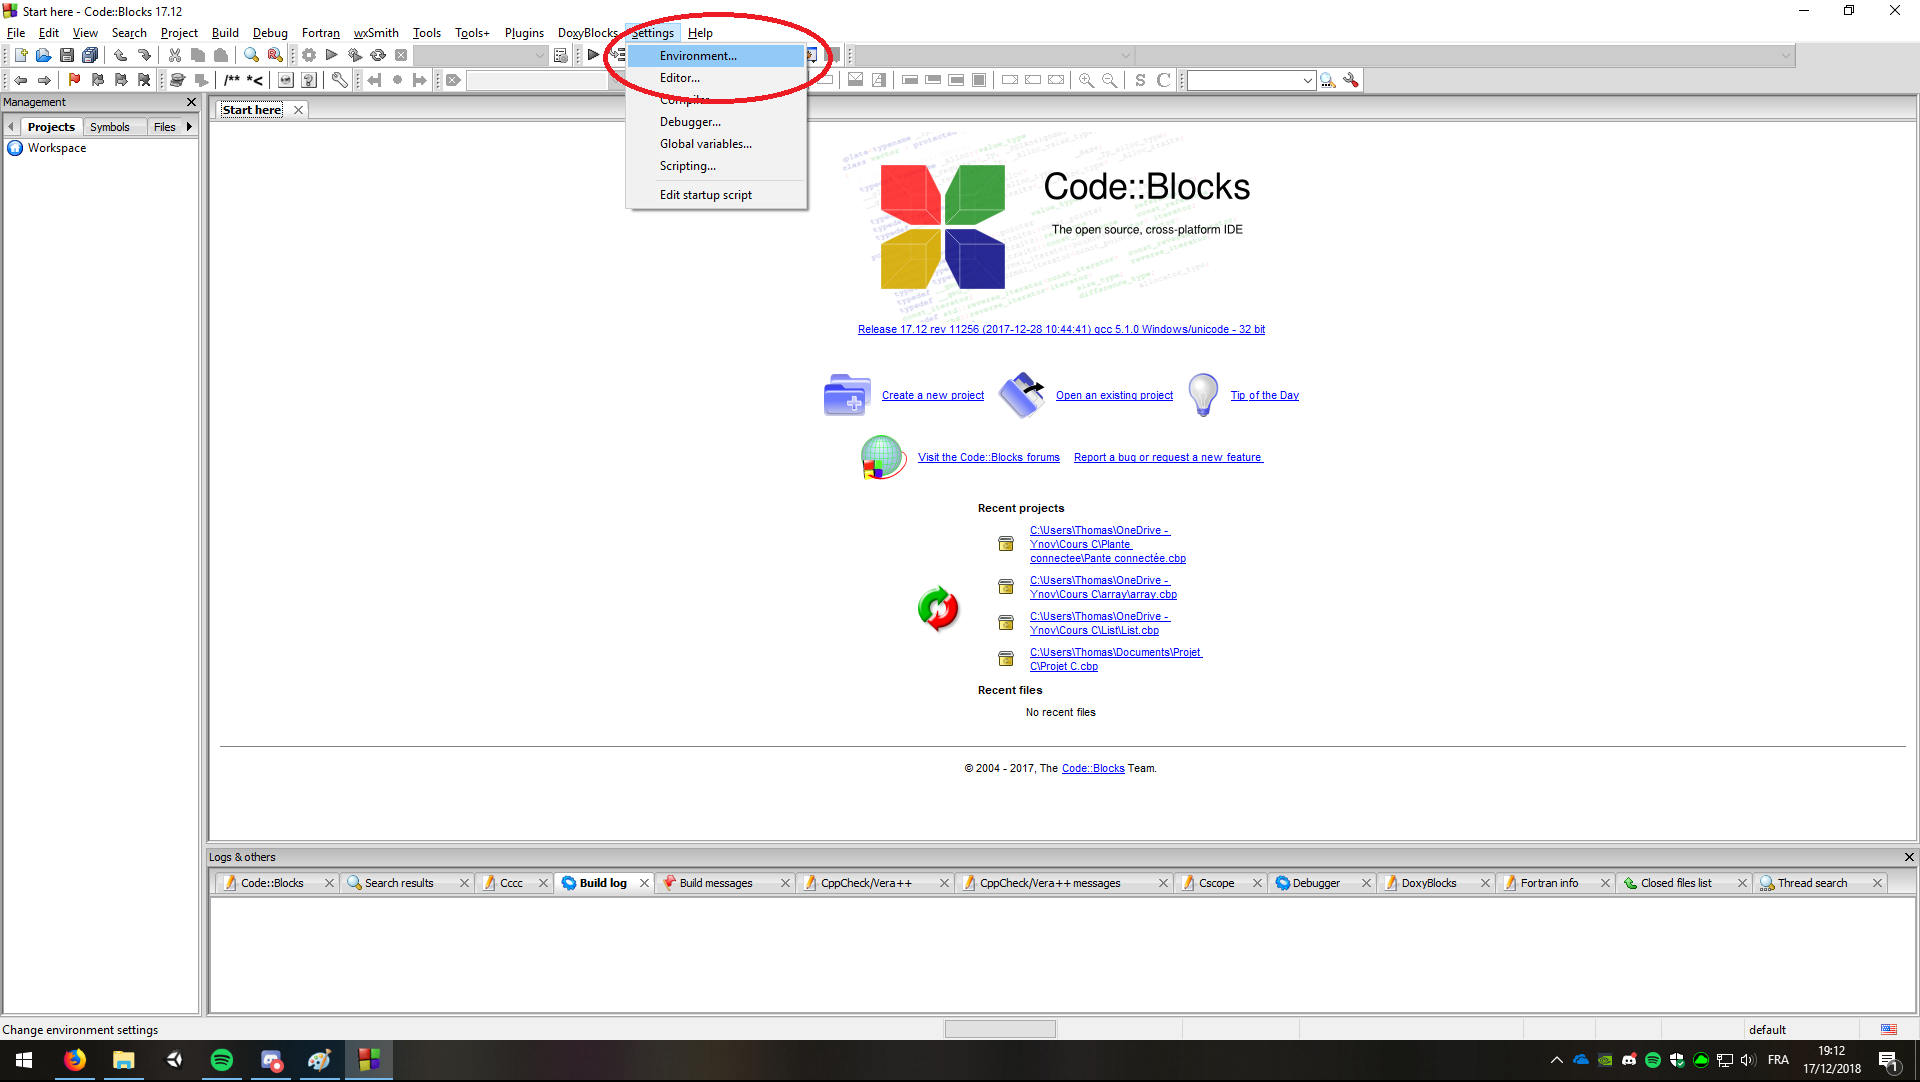 Start here - Code::Blocks 17.12
File Edit View Search Project Build Debug Fortran wxSmith Tools Tools+ Plugins DoxyBlocks Settings Help
/** *<
S C
Environment...
Editor...
Compiler...
Debugger...
Global variables...
Scripting...
Edit startup script
Management
Projects Symbols Files
Workspace
Start here
Code::Blocks
The open source, cross-platform IDE
Release 17.12 rev 11256 (2017-12-28 10:44:41) gcc 5.1.0 Windows/unicode - 32 bit
Create a new project Open an existing project Tip of the Day
Visit the Code::Blocks forums Report a bug or request a new feature
Recent projects
C:\Users\Thomas\OneDrive -
Ynov\Cours C\Plante
connectee\Pante connectée.cbp
C:\Users\Thomas\OneDrive -
Ynov\Cours C\array\array.cbp
C:\Users\Thomas\OneDrive -
Ynov\Cours C\List\List.cbp
C:\Users\Thomas\Documents\Projet
C\Projet C.cbp
Recent files
No recent files
© 2004 - 2017, The Code::Blocks Team.
Logs & others
Code::Blocks Search results Cccc Build log Build messages CppCheck/Vera++ CppCheck/Vera++ messages Cscope Debugger DoxyBlocks Fortran info Closed files list Thread search
Change environment settings
default
FRA
19:12
17/12/2018
1